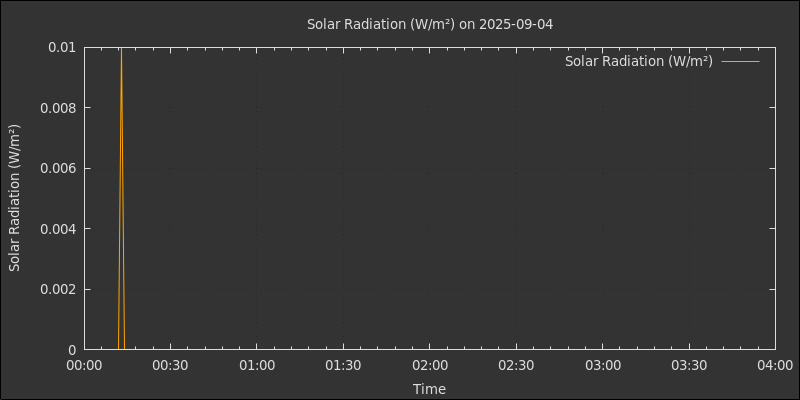 Solar Radiation (W/m²) on 2025-09-04
Solar Radiation (W/m²)
0.01
0.008
0.006
0.004
0.002
0
Solar Radiation (W/m²)
00:00 00:30 01:00 01:30 02:00 02:30 03:00 03:30 04:00
Time